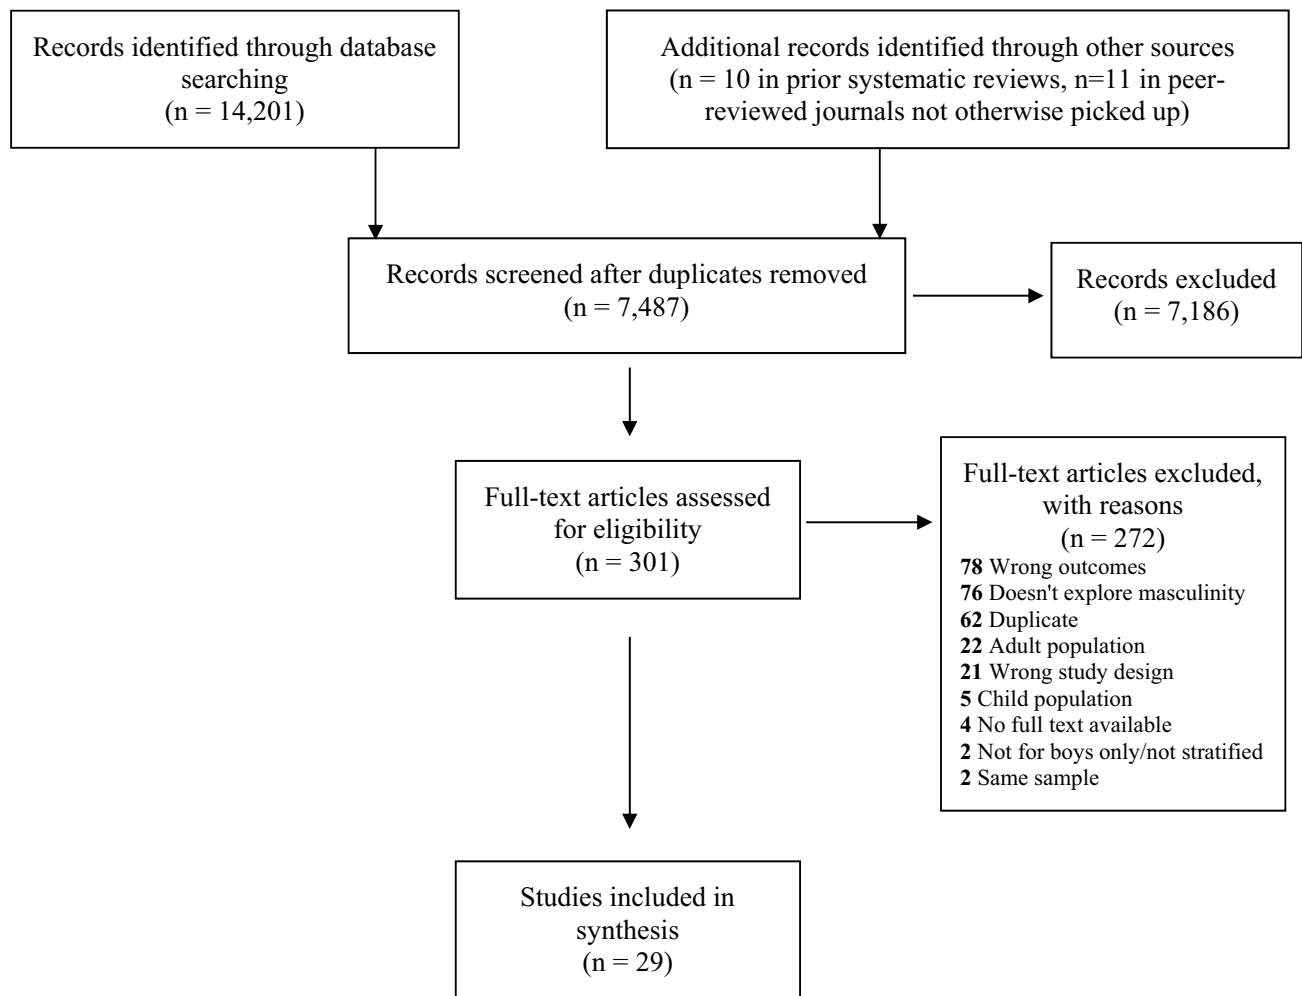 Records identified through database
searching
(n = 14,201)
Additional records identified through other sources
(n = 10 in prior systematic reviews, n=11 in peer-
reviewed journals not otherwise picked up)
Records screened after duplicates removed
(n = 7,487)
Records excluded
(n = 7,186)
Full-text articles assessed
for eligibility
(n = 301)
Full-text articles excluded,
with reasons
(n = 272)
78 Wrong outcomes
76 Doesn't explore masculinity
62 Duplicate
22 Adult population
21 Wrong study design
5 Child population
4 No full text available
2 Not for boys only/not stratified
2 Same sample
Studies included in
synthesis
(n = 29)